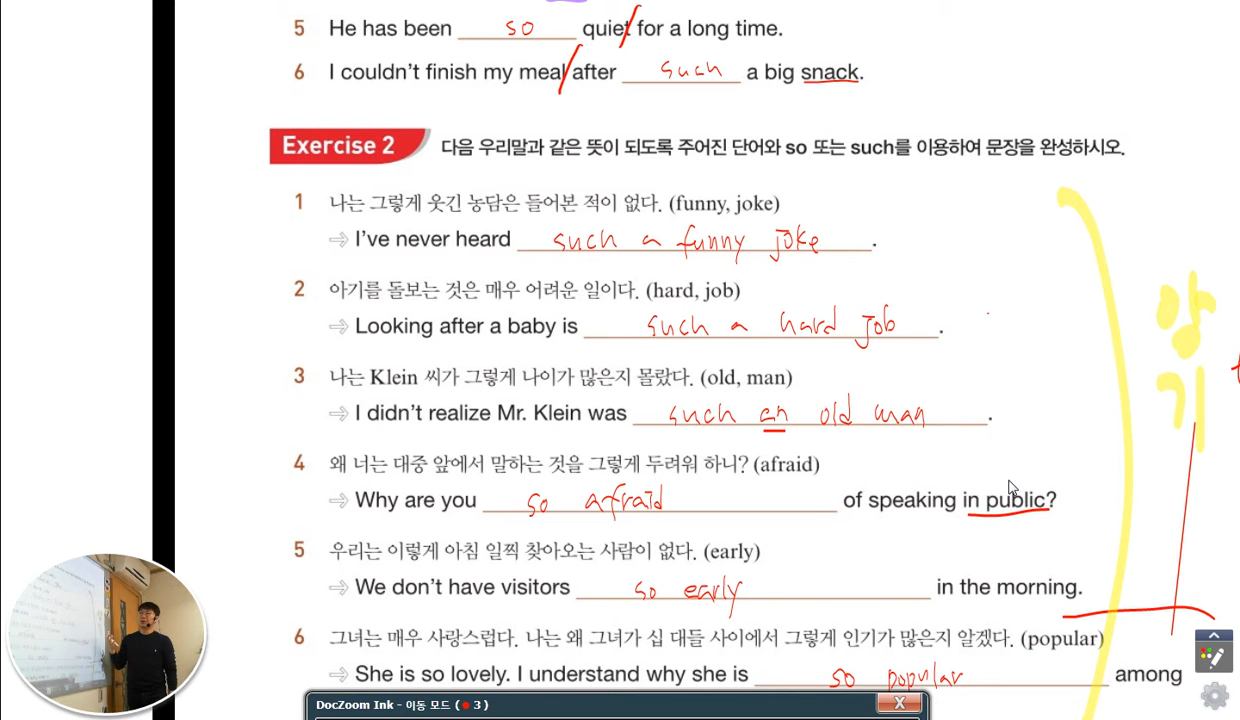 5 He has been so quiet for a long time.
6 I couldn't finish my meal after such a big snack.
Exercise 2 다음 우리말과 같은 뜻이 되도록 주어진 단어와 so 또는 such를 이용하여 문장을 완성하시오.
1 나는 그렇게 웃긴 농담은 들어본 적이 없다. (funny, joke)
⇨ I've never heard such a funny joke.
2 아기를 돌보는 것은 매우 어려운 일이다. (hard, job)
⇨ Looking after a baby is such a hard job.
3 나는 Klein 씨가 그렇게 나이가 많은지 몰랐다. (old, man)
⇨ I didn't realize Mr. Klein was such an old man.
4 왜 너는 대중 앞에서 말하는 것을 그렇게 두려워 하니? (afraid)
⇨ Why are you so afraid of speaking in public?
5 우리는 이렇게 아침 일찍 찾아오는 사람이 없다. (early)
⇨ We don't have visitors so early in the morning.
6 그녀는 매우 사랑스럽다. 나는 왜 그녀가 십 대들 사이에서 그렇게 인기가 많은지 알겠다. (popular)
⇨ She is so lovely. I understand why she is so popular among
암기
DocZoom Ink - 이동 모드 (● 3)